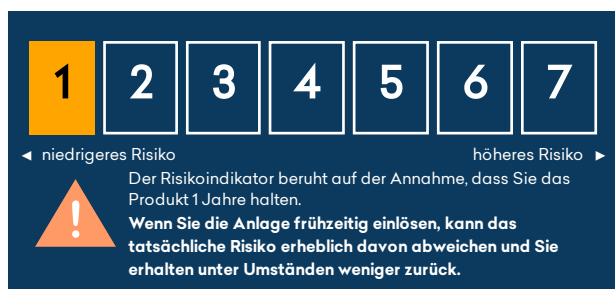 1 2 3 4 5 6 7
◄ niedrigeres Risiko höheres Risiko ►
!
Der Risikoindikator beruht auf der Annahme, dass Sie das
Produkt 1 Jahre halten.
Wenn Sie die Anlage frühzeitig einlösen, kann das
tatsächliche Risiko erheblich davon abweichen und Sie
erhalten unter Umständen weniger zurück.